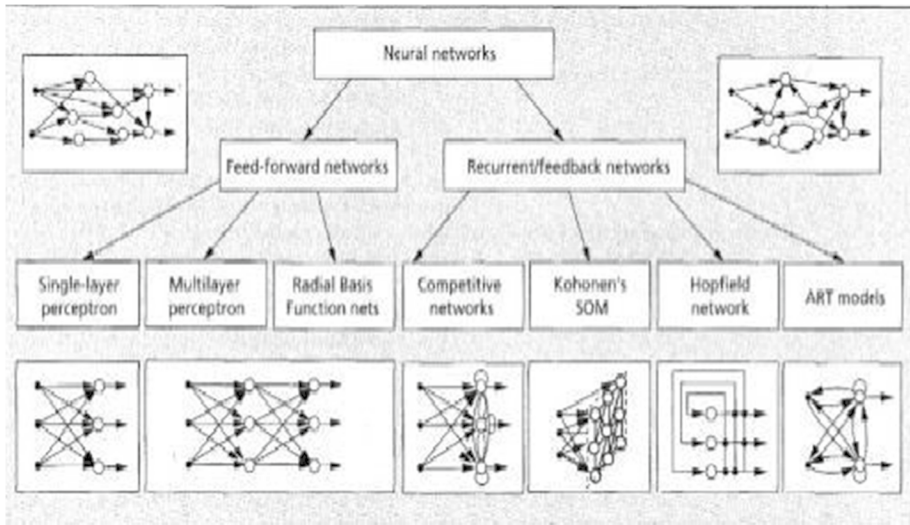 Neural networks
Feed-forward networks
Recurrent/feedback networks
Single-layer
perceptron
Multilayer
perceptron
Radial Basis
Function nets
Competitive
networks
Kohonen's
SOM
Hopfield
network
ART models